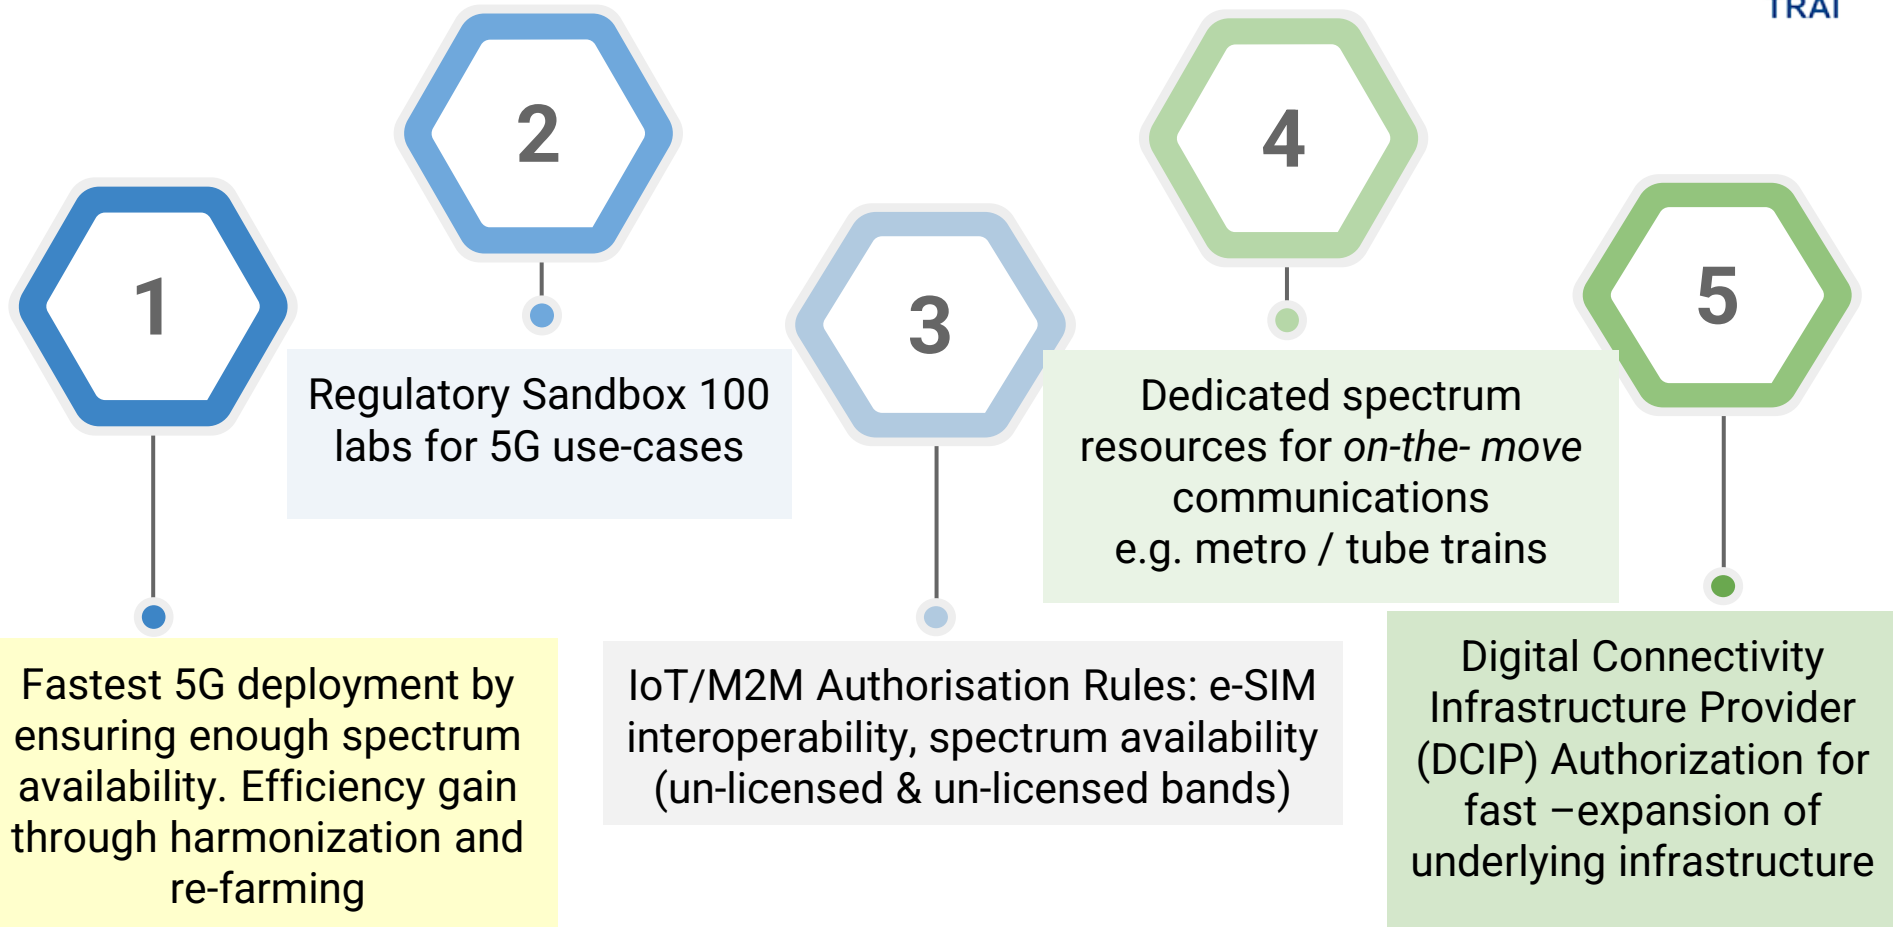 TRAI
1
Fastest 5G deployment by
ensuring enough spectrum
availability. Efficiency gain
through harmonization and
re-farming
2
Regulatory Sandbox 100
labs for 5G use-cases
3
IoT/M2M Authorisation Rules: e-SIM
interoperability, spectrum availability
(un-licensed & un-licensed bands)
4
Dedicated spectrum
resources for on-the- move
communications
e.g. metro / tube trains
5
Digital Connectivity
Infrastructure Provider
(DCIP) Authorization for
fast –expansion of
underlying infrastructure